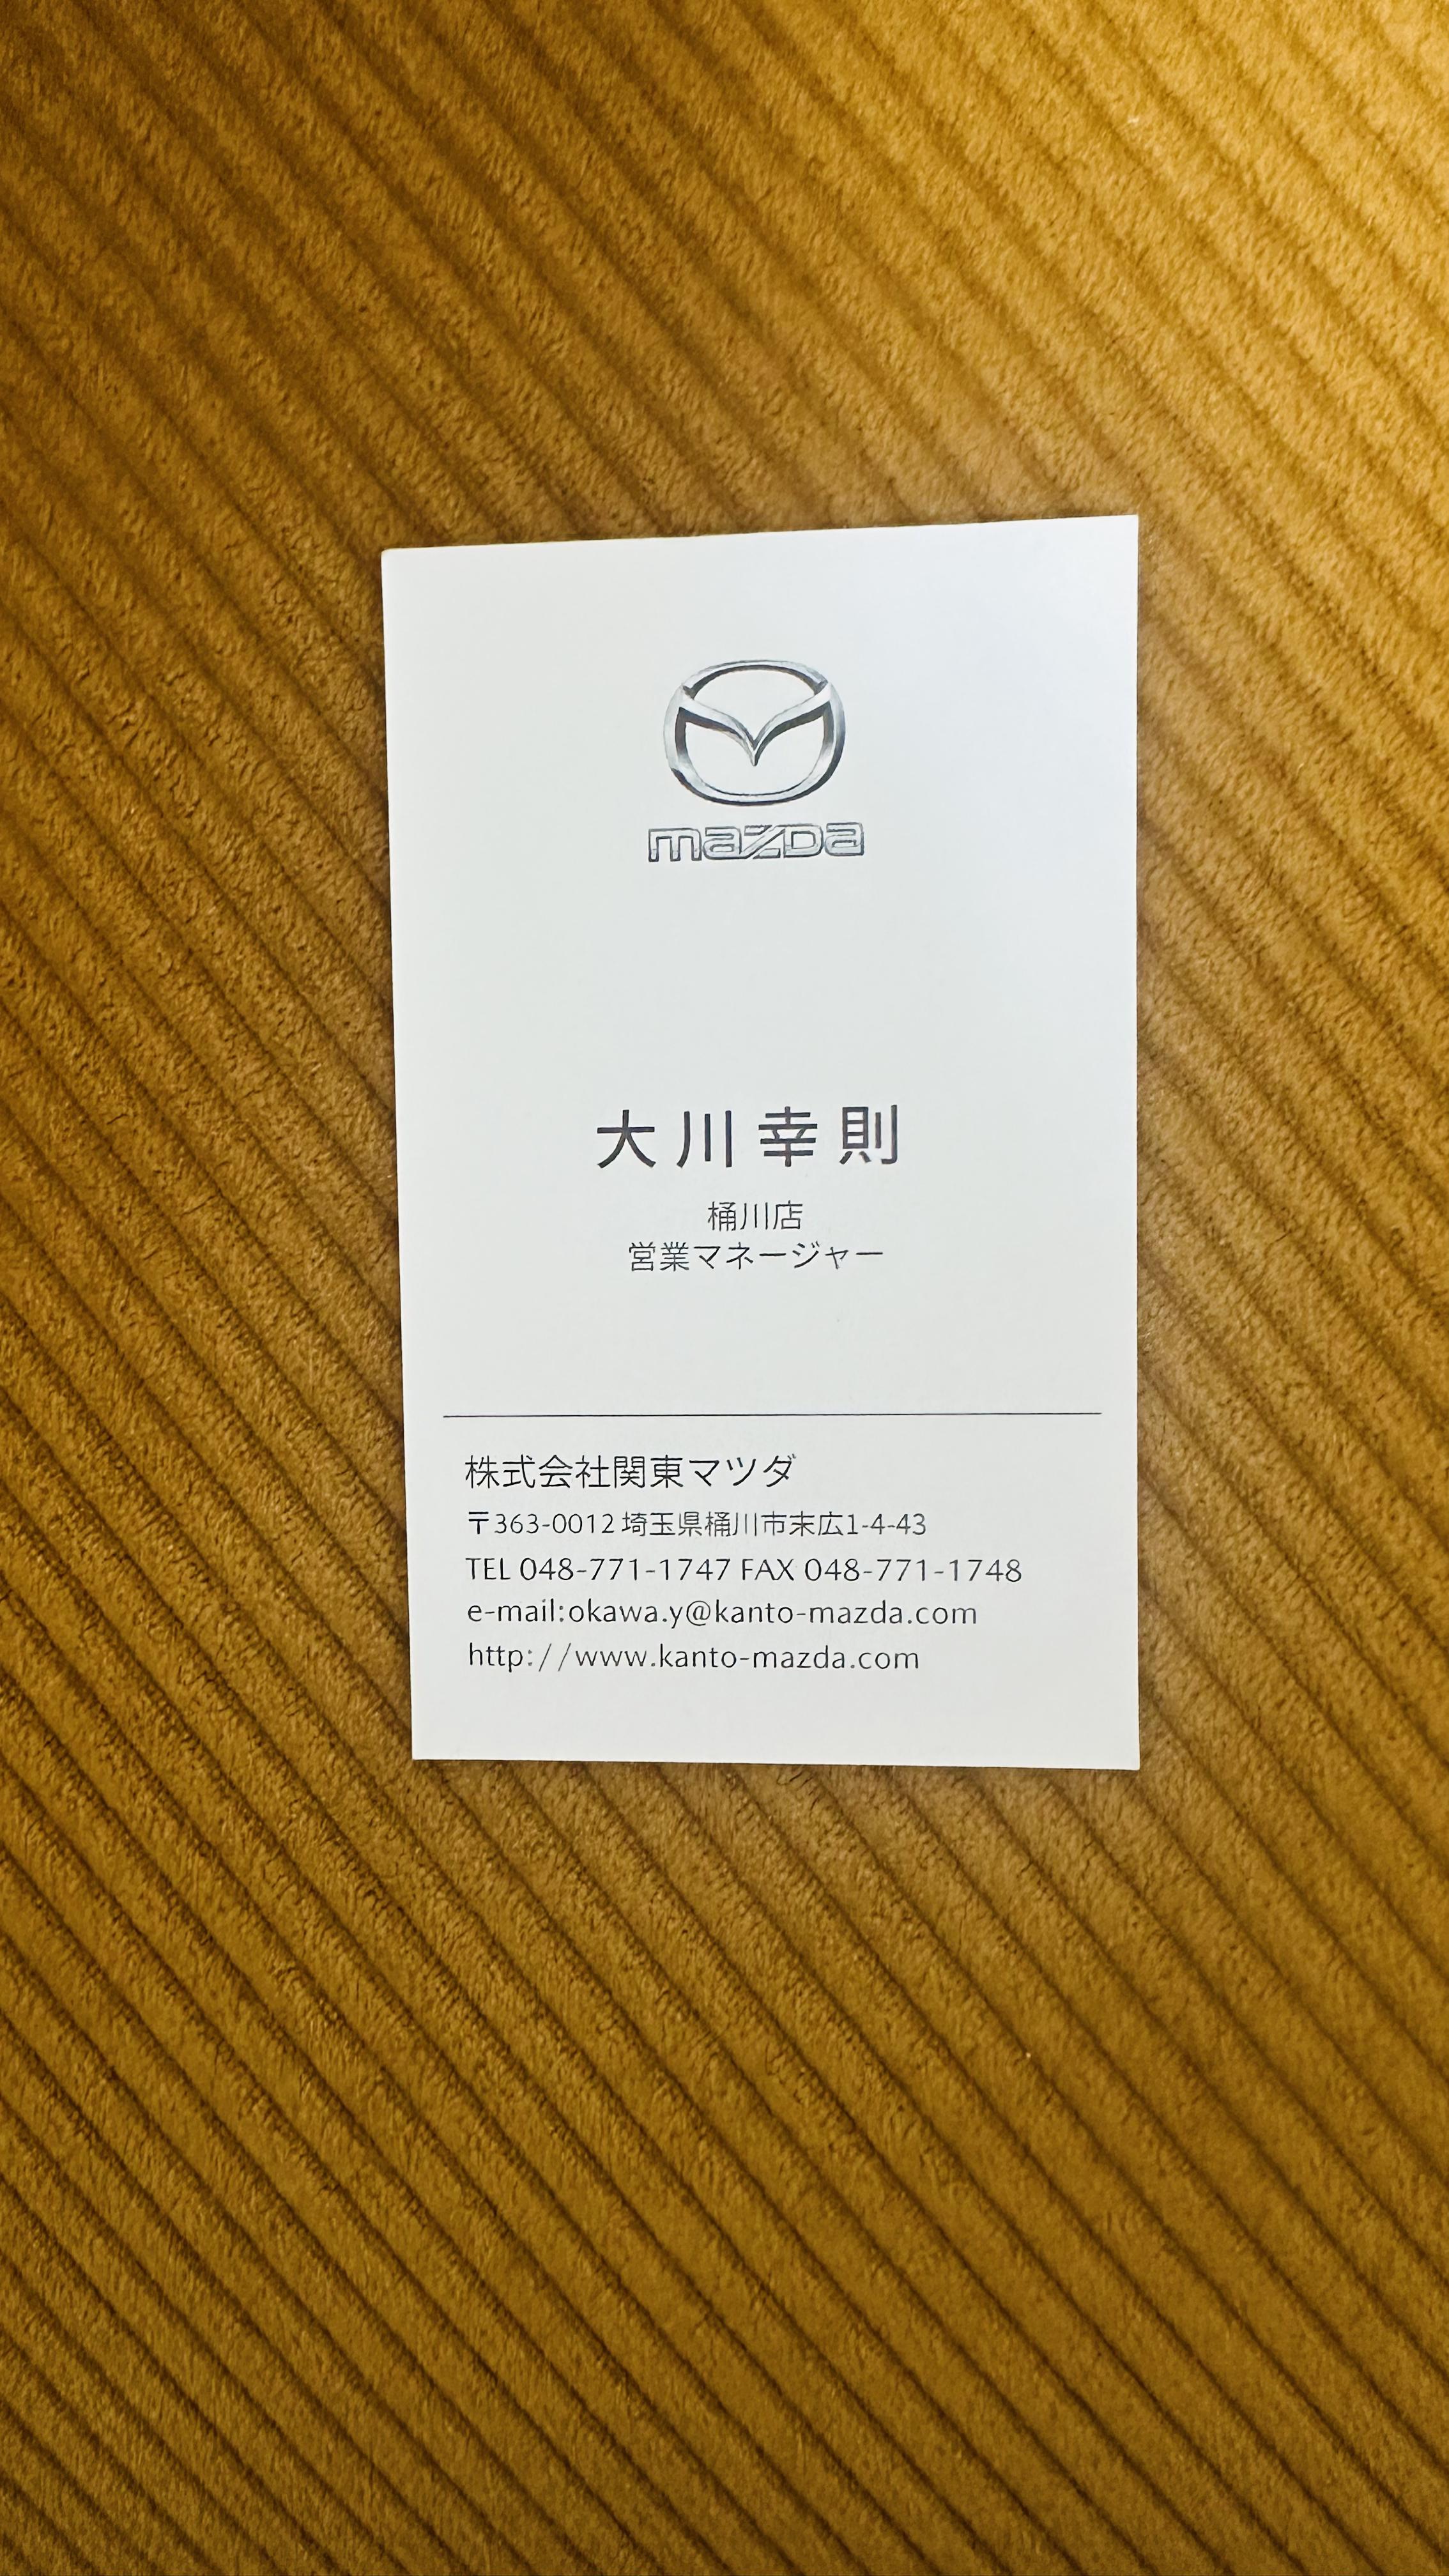 mazda
大川幸則
桶川店
営業マネージャー
株式会社関東マツダ
〒363-0012 埼玉県桶川市末広1-4-43
TEL 048-771-1747 FAX 048-771-1748
e-mail:okawa.y@kanto-mazda.com
http://www.kanto-mazda.com